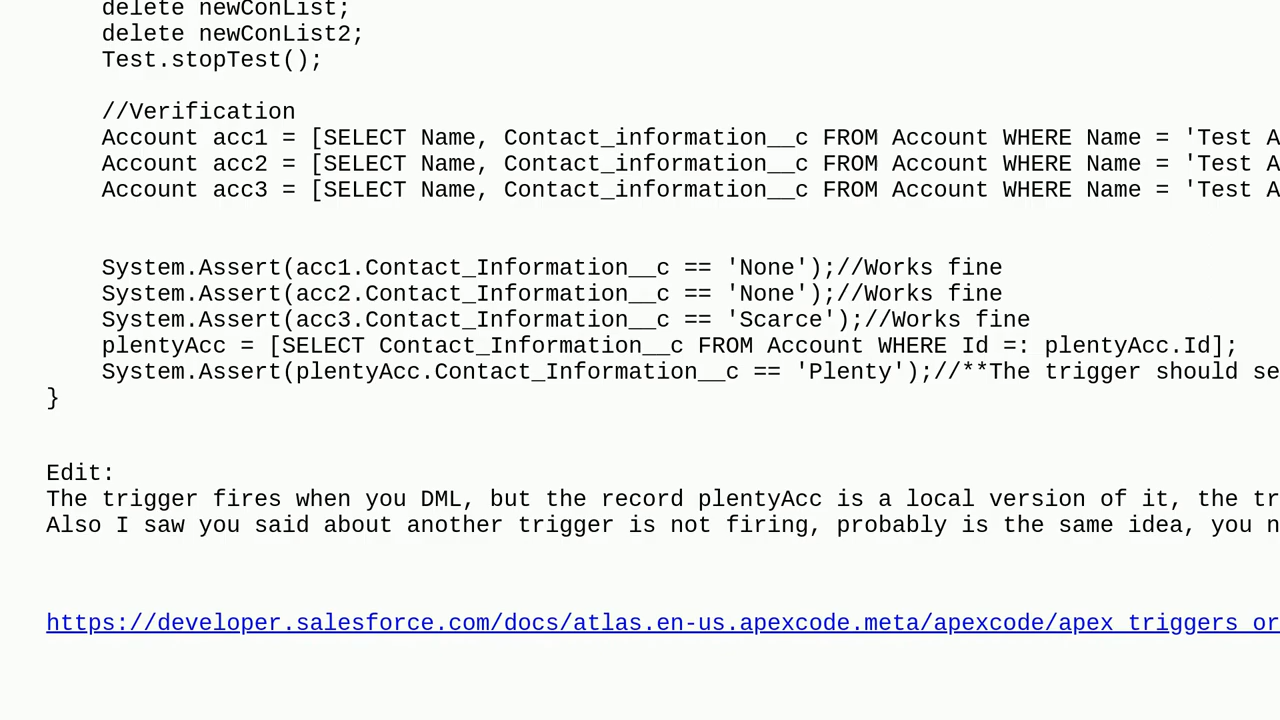 delete newConList;
delete newConList2;
Test.stopTest();
//Verification
Account acc1 = [SELECT Name, Contact_information__c FROM Account WHERE Name = 'Test A
Account acc2 = [SELECT Name, Contact_information__c FROM Account WHERE Name = 'Test A
Account acc3 = [SELECT Name, Contact_information__c FROM Account WHERE Name = 'Test A
System.Assert(acc1.Contact_Information__c == 'None');//Works fine
System.Assert(acc2.Contact_Information__c == 'None');//Works fine
System.Assert(acc3.Contact_Information__c == 'Scarce');//Works fine
plentyAcc = [SELECT Contact_Information__c FROM Account WHERE Id =: plentyAcc.Id];
System.Assert(plentyAcc.Contact_Information__c == 'Plenty');//**The trigger should se
}
Edit:
The trigger fires when you DML, but the record plentyAcc is a local version of it, the tr
Also I saw you said about another trigger is not firing, probably is the same idea, you n
https://developer.salesforce.com/docs/atlas.en-us.apexcode.meta/apexcode/apex_triggers_or